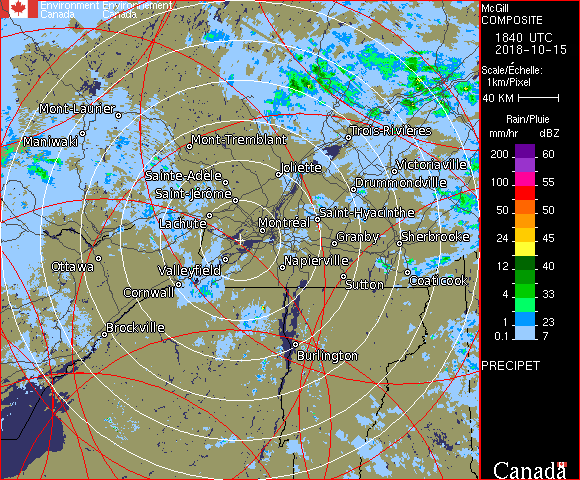 Environment Environnement
Canada Canada
McGill
COMPOSITE
1840 UTC
2018-10-15
Scale/Échelle:
1km/Pixel
40 KM
Rain/Pluie
mm/hr dBZ
200 60
150 57
100 55
50 50
24 45
12 40
4 33
1 23
0.1 7
PRECIPET
Canada
Mont-Laurier
Maniwaki
Mont-Tremblant
Trois-Rivières
Sainte-Adèle
Joliette
Victoriaville
Saint-Jérôme
Drummondville
Lachute
Montréal
Saint-Hyacinthe
Granby
Sherbrooke
Ottawa
Valleyfield
Napierville
Cornwall
Sutton
Coaticook
Brockville
Burlington